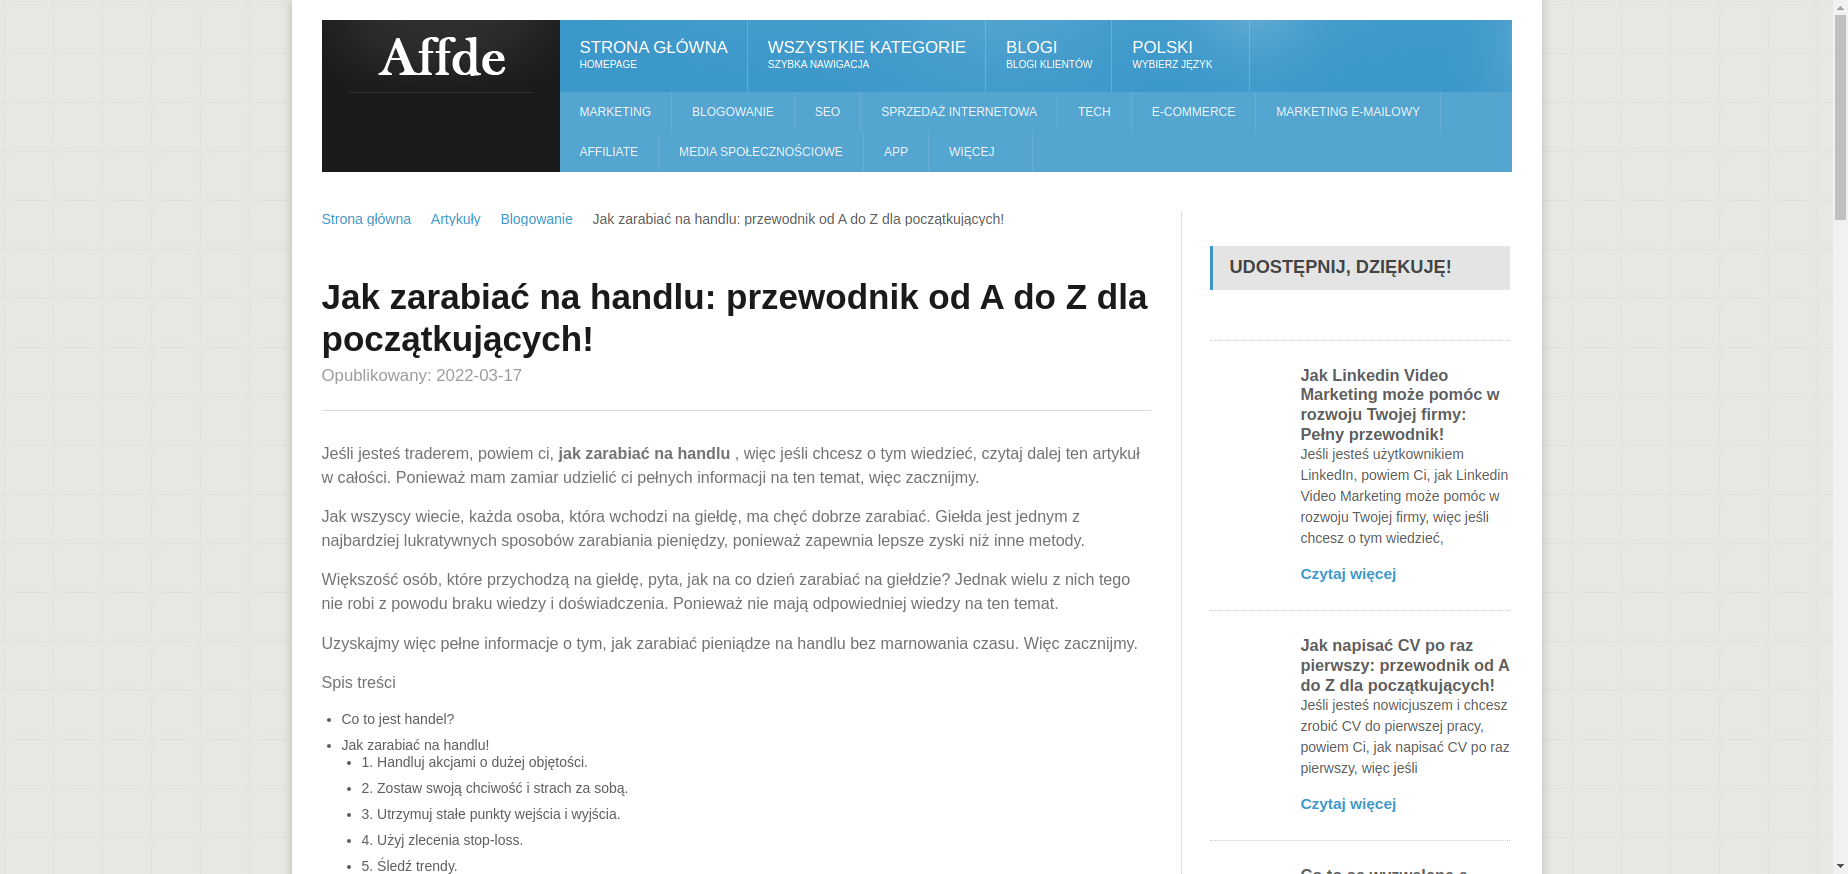 Affde
STRONA GŁÓWNA
HOMEPAGE
WSZYSTKIE KATEGORIE
SZYBKA NAWIGACJA
BLOGI
BLOGI KLIENTÓW
POLSKI
WYBIERZ JĘZYK
MARKETING
BLOGOWANIE
SEO
SPRZEDAŻ INTERNETOWA
TECH
E-COMMERCE
MARKETING E-MAILOWY
AFFILIATE
MEDIA SPOŁECZNOŚCIOWE
APP
WIĘCEJ
Strona główna Artykuły Blogowanie Jak zarabiać na handlu: przewodnik od A do Z dla początkujących!
Jak zarabiać na handlu: przewodnik od A do Z dla
początkujących!
Opublikowany: 2022-03-17
Jeśli jesteś traderem, powiem ci, jak zarabiać na handlu , więc jeśli chcesz o tym wiedzieć, czytaj dalej ten artykuł
w całości. Ponieważ mam zamiar udzielić ci pełnych informacji na ten temat, więc zacznijmy.
Jak wszyscy wiecie, każda osoba, która wchodzi na giełdę, ma chęć dobrze zarabiać. Giełda jest jednym z
najbardziej lukratywnych sposobów zarabiania pieniędzy, ponieważ zapewnia lepsze zyski niż inne metody.
Większość osób, które przychodzą na giełdę, pyta, jak na co dzień zarabiać na giełdzie? Jednak wielu z nich tego
nie robi z powodu braku wiedzy i doświadczenia. Ponieważ nie mają odpowiedniej wiedzy na ten temat.
Uzyskajmy więc pełne informacje o tym, jak zarabiać pieniądze na handlu bez marnowania czasu. Więc zacznijmy.
Spis treści
• Co to jest handel?
• Jak zarabiać na handlu!
• 1. Handluj akcjami o dużej objętości.
• 2. Zostaw swoją chciwość i strach za sobą.
• 3. Utrzymuj stałe punkty wejścia i wyjścia.
• 4. Użyj zlecenia stop-loss.
• 5. Śledź trendy.
UDOSTĘPNIJ, DZIĘKUJĘ!
Jak Linkedin Video
Marketing może pomóc w
rozwoju Twojej firmy:
Pełny przewodnik!
Jeśli jesteś użytkownikiem
LinkedIn, powiem Ci, jak Linkedin
Video Marketing może pomóc w
rozwoju Twojej firmy, więc jeśli
chcesz o tym wiedzieć,
Czytaj więcej
Jak napisać CV po raz
pierwszy: przewodnik od A
do Z dla początkujących!
Jeśli jesteś nowicjuszem i chcesz
zrobić CV do pierwszej pracy,
powiem Ci, jak napisać CV po raz
pierwszy, więc jeśli
Czytaj więcej